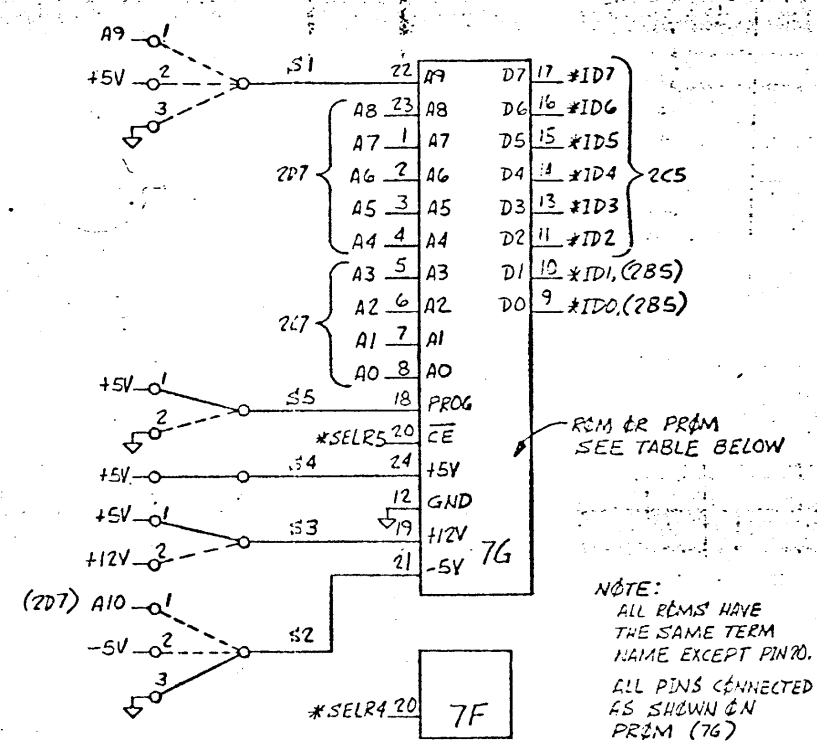 A9 1
+5V 2 S1 22 A9 D7 17 *ID7
3
A8 23 A8 D6 16 *ID6
A7 1 A7 D5 15 *ID5
2D7 A6 2 A6 D4 14 *ID4 2C5
A5 3 A5 D3 13 *ID3
A4 4 A4 D2 11 *ID2
A3 5 A3 D1 10 *ID1,(2B5)
A2 6 A2 D0 9 *ID0,(2B5)
2C7
A1 7 A1
A0 8 A0
+5V 1
S5 18 PROG
2
*SELR5 20 CE
RØM ØR PRØM
SEE TABLE BELOW
+5V S4 24 +5V
12 GND
+5V 1
S3 19 +12V
+12V 2
21 -5V 7G
(2D7) A10 1
-5V 2 S2
3
*SELR4 20 7F
NØTE:
ALL RØMS HAVE
THE SAME TERM
NAME EXCEPT PIN 20.
ALL PINS CØNNECTED
AS SHØWN ØN
PRØM (7G)